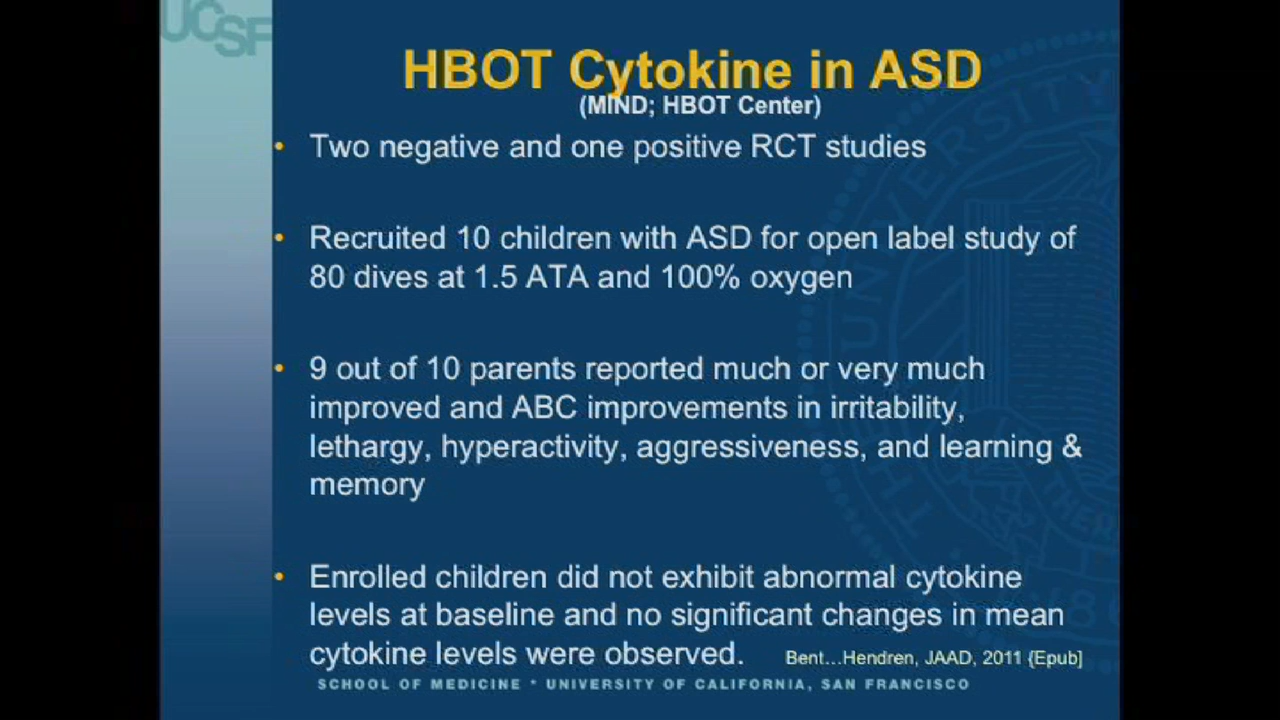 UCSF
HBOT Cytokine in ASD
(MIND; HBOT Center)
• Two negative and one positive RCT studies
• Recruited 10 children with ASD for open label study of
80 dives at 1.5 ATA and 100% oxygen
• 9 out of 10 parents reported much or very much
improved and ABC improvements in irritability,
lethargy, hyperactivity, aggressiveness, and learning &
memory
• Enrolled children did not exhibit abnormal cytokine
levels at baseline and no significant changes in mean
cytokine levels were observed. Bent...Hendren, JAAD, 2011 {Epub]
SCHOOL OF MEDICINE * UNIVERSITY OF CALIFORNIA, SAN FRANCISCO